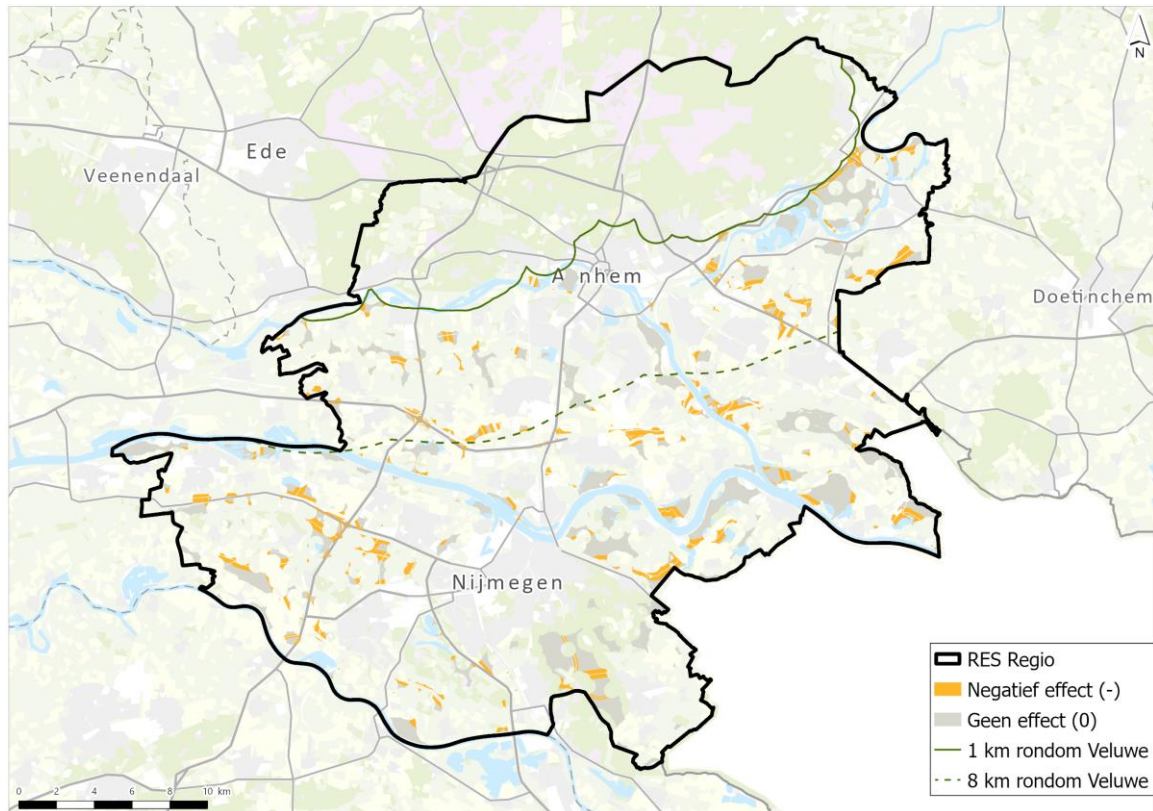 N
Ede
Veenendaal
A nhem
Doetinchem
Nijmegen
RES Regio
Negatief effect (-)
Geen effect (0)
1 km rondom Veluwe
8 km rondom Veluwe
0 2 4 6 8 10 km